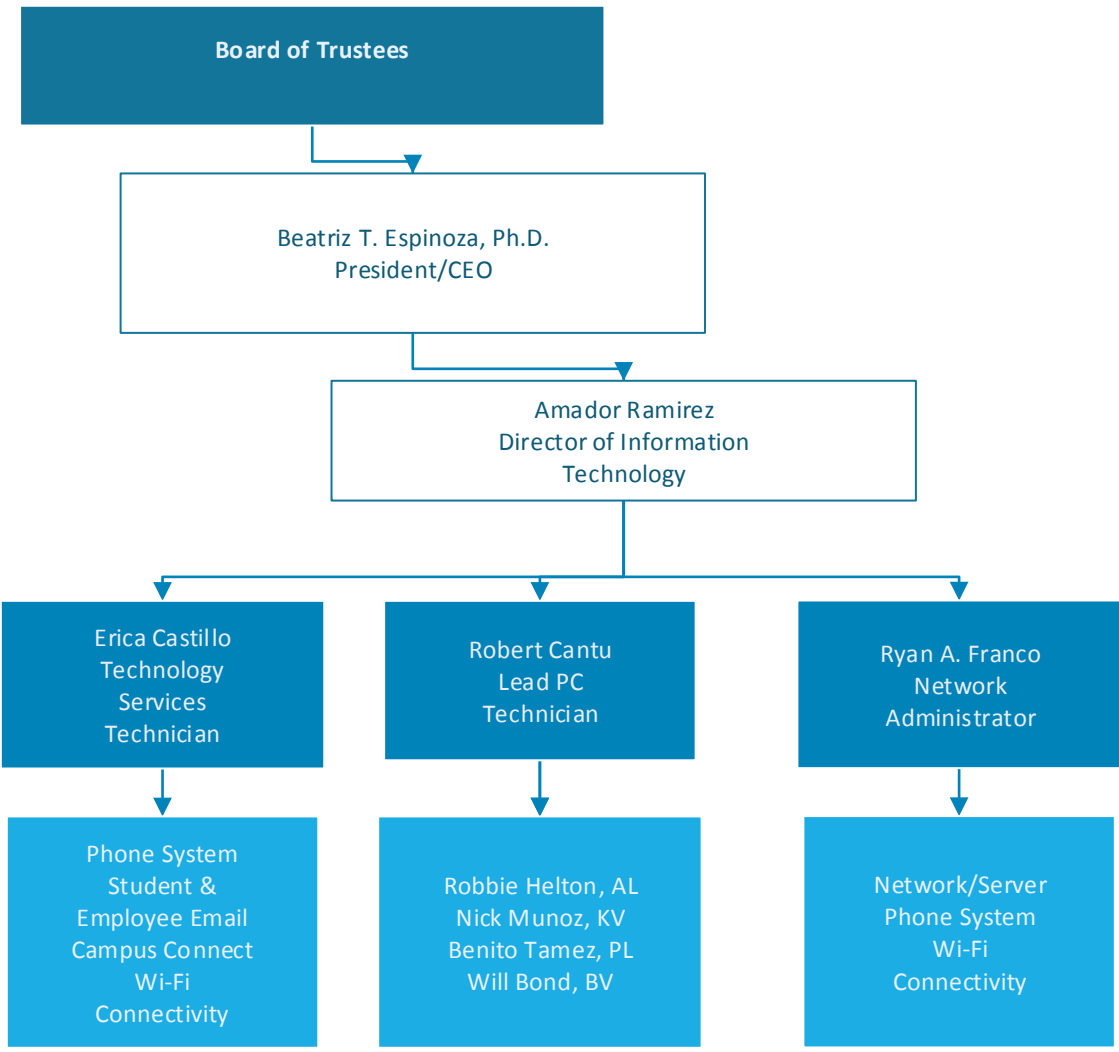 Board of Trustees
Beatriz T. Espinoza, Ph.D.
President/CEO
Amador Ramirez
Director of Information
Technology
Erica Castillo
Technology
Services
Technician
Robert Cantu
Lead PC
Technician
Ryan A. Franco
Network
Administrator
Phone System
Student &
Employee Email
Campus Connect
Wi-Fi
Connectivity
Robbie Helton, AL
Nick Munoz, KV
Benito Tamez, PL
Will Bond, BV
Network/Server
Phone System
Wi-Fi
Connectivity